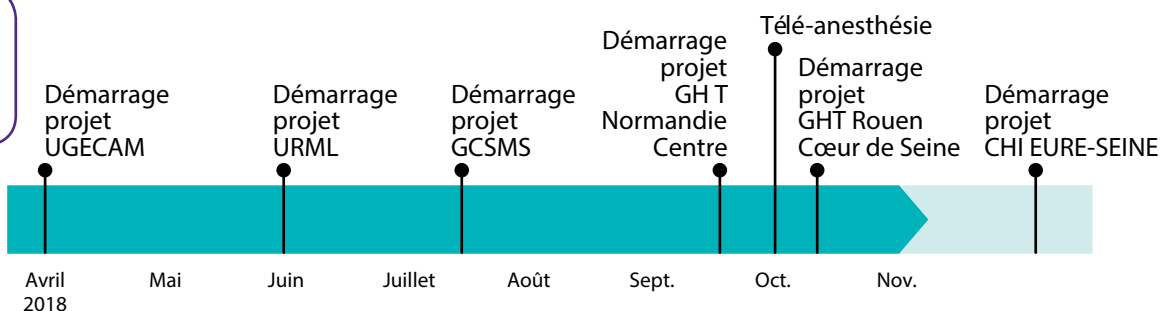 Démarrage
projet
UGECAM
Démarrage
projet
URML
Démarrage
projet
GCSMS
Démarrage
projet
GH T
Normandie
Centre
Télé-anesthésie
Démarrage
projet
GHT Rouen
Cœur de Seine
Démarrage
projet
CHI EURE-SEINE
Avril
2018
Mai
Juin
Juillet
Août
Sept.
Oct.
Nov.